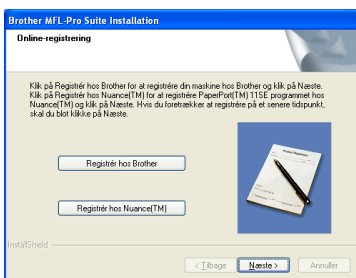 Brother MFL-Pro Suite Installation
Online-registrering
Klik på Registrér hos Brother for at registrére din maskine hos Brother og klik på Næste.
Klik på Registrér hos Nuance(TM) for at registrére PaperPort(TM) 11SE programmet hos
Nuance(TM) og klik på Næste. Hvis du foretrækker at registrére på et senere tidspunkt,
skal du blot klikke på Næste.
Product Registration
Registrér hos Brother
Registrér hos Nuance(TM)
InstallShield
< Tilbage Næste > Annuller